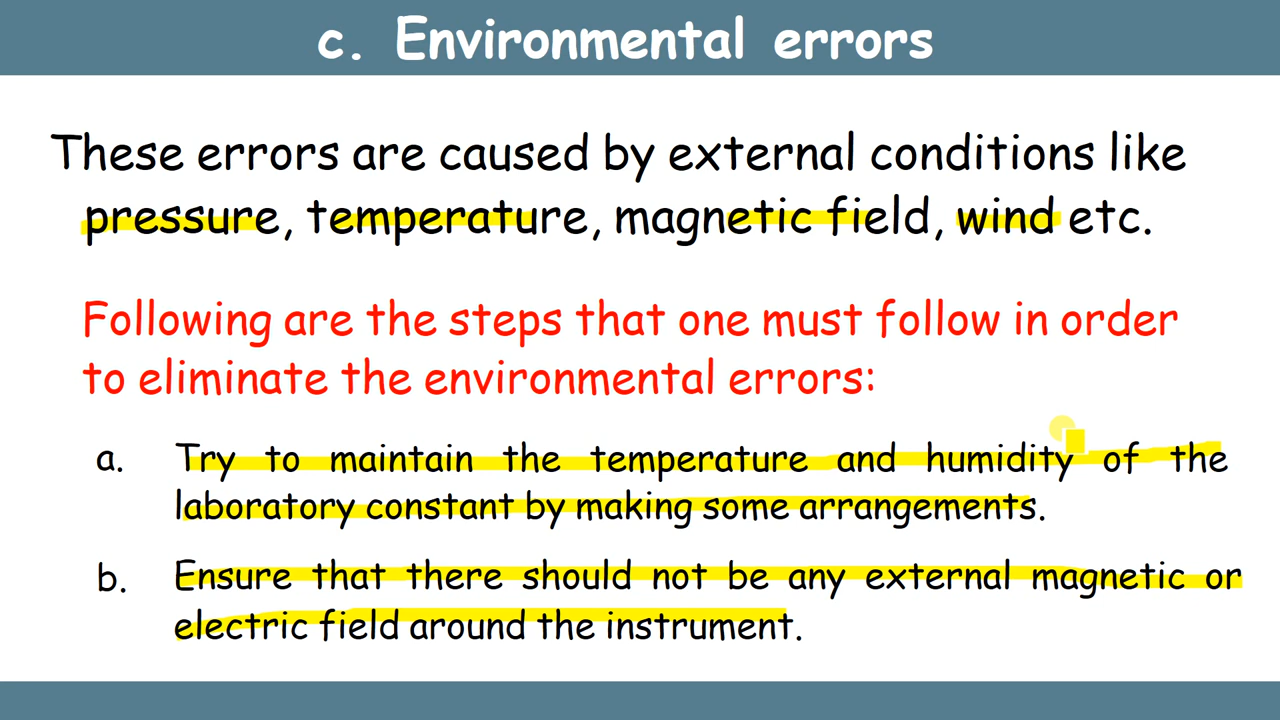 c. Environmental errors
These errors are caused by external conditions like
pressure, temperature, magnetic field, wind etc.
Following are the steps that one must follow in order
to eliminate the environmental errors:
a. Try to maintain the temperature and humidity of the
laboratory constant by making some arrangements.
b. Ensure that there should not be any external magnetic or
electric field around the instrument.